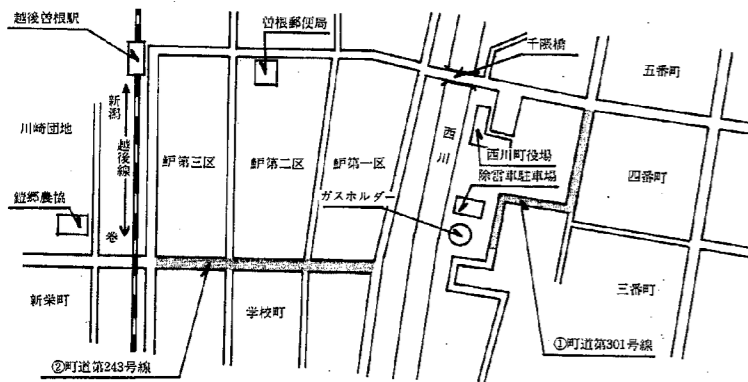 越後曽根駅
曽根郵便局
千隈橋
五番町
新潟
越後線
巻
川崎団地
鱸第三区
鱸第二区
鱸第一区
西川
西川町役場
除雪車駐車場
四番町
ガスホルダー
鎧郷農協
新栄町
学校町
三番町
①町道第301号線
②町道第243号線